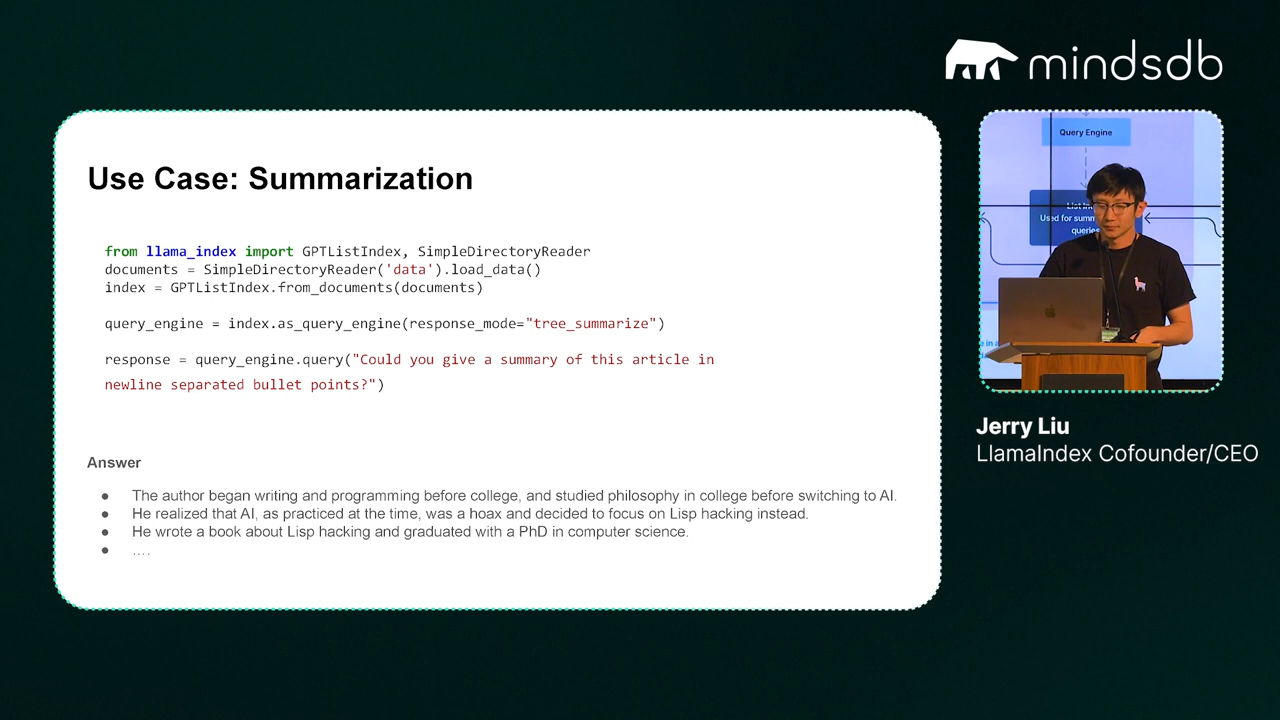 mindsdb
Use Case: Summarization
from llama_index import GPTListIndex, SimpleDirectoryReader
documents = SimpleDirectoryReader('data').load_data()
index = GPTListIndex.from_documents(documents)
query_engine = index.as_query_engine(response_mode="tree_summarize")
response = query_engine.query("Could you give a summary of this article in
newline separated bullet points?")
Answer
● The author began writing and programming before college, and studied philosophy in college before switching to AI.
● He realized that AI, as practiced at the time, was a hoax and decided to focus on Lisp hacking instead.
● He wrote a book about Lisp hacking and graduated with a PhD in computer science.
● ….
Query Engine
List
Used for
queries
Jerry Liu
LlamaIndex Cofounder/CEO